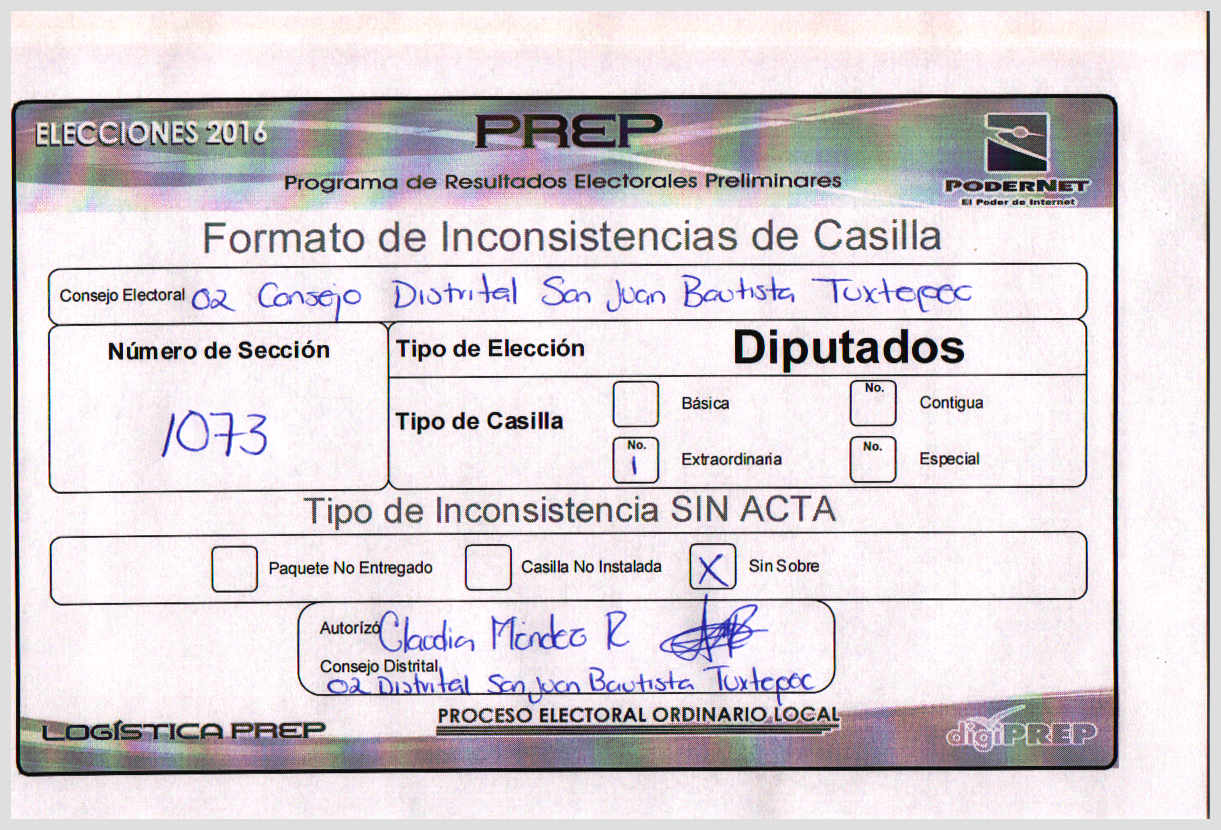 ELECCIONES 2016
PREP
Programa de Resultados Electorales Preliminares
PODERNET
El Poder de Internet
Formato de Inconsistencias de Casilla
Consejo Electoral 02 Consejo Distrital San Juan Bautista Tuxtepec
Número de Sección
1073
Tipo de Elección Diputados
Tipo de Casilla
Básica
No. Contigua
No. 1 Extraordinaria
No. Especial
Tipo de Inconsistencia SIN ACTA
Paquete No Entregado Casilla No Instalada X Sin Sobre
Autorizó Claudia Méndez R
Consejo Distrital
02 Distrital San Juan Bautista Tuxtepec
LOGÍSTICA PREP
PROCESO ELECTORAL ORDINARIO LOCAL
digiPREP